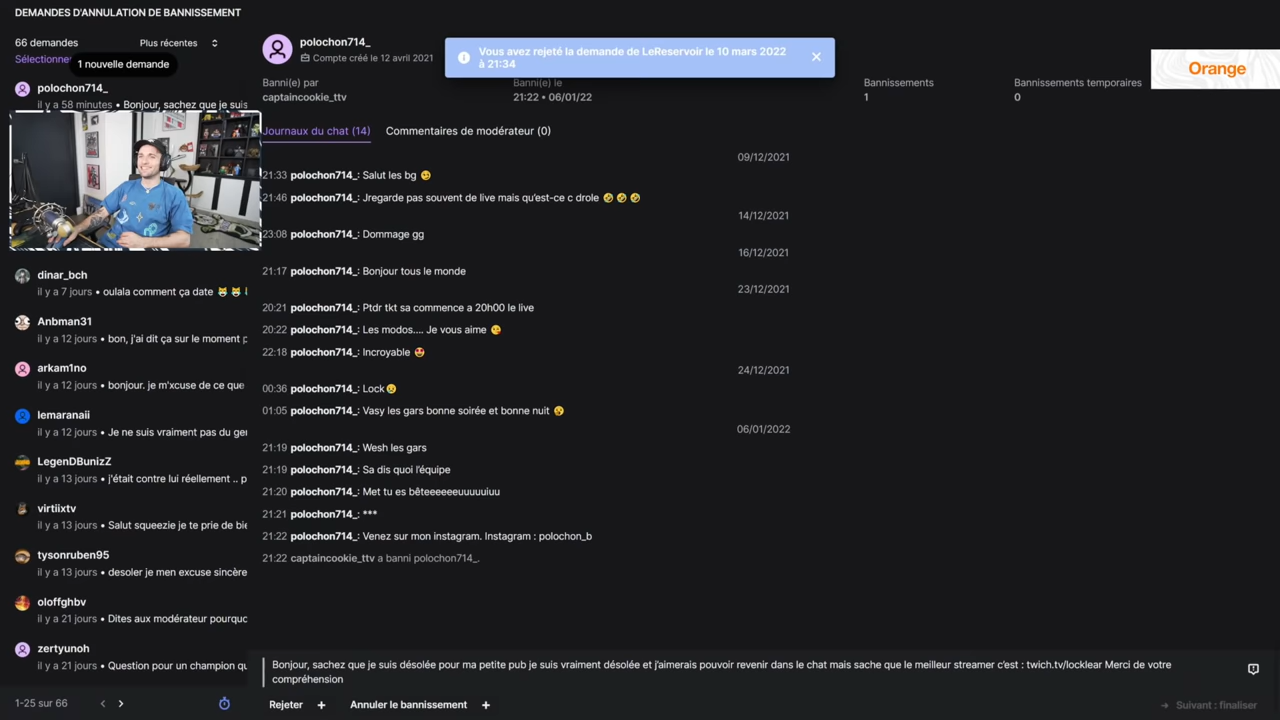 DEMANDES D'ANNULATION DE BANNISSEMENT
66 demandes
Plus récentes
Sélectionne
1 nouvelle demande
polochon714_
il y a 58 minutes • Bonjour, sachez que je suis
dinar_bch
il y a 7 jours • oulala comment ça date 😹 😹
Anbman31
il y a 12 jours • bon, j'ai dit ça sur le moment p
arkam1no
il y a 12 jours • bonjour. je m'xcuse de ce que
lemaranaii
il y a 12 jours • Je ne suis vraiment pas du ger
LegenDBunizZ
il y a 13 jours • j'était contre lui réellement .. p
virtiixtv
il y a 13 jours • Salut squeezie je te prie de bie
tysonruben95
il y a 13 jours • desoler je men excuse sincère
oloffghbv
il y a 21 jours • Dites aux modérateur pourquc
zertyunoh
il y a 21 jours • Question pour un champion qu
1-25 sur 66
polochon714_
Compte créé le 12 avril 2021
Vous avez rejeté la demande de LeReservoir le 10 mars 2022
à 21:34
Orange
Banni(e) par
captaincookie_ttv
Banni(e) le
21:22 • 06/01/22
Bannissements
1
Bannissements temporaires
0
Journaux du chat (14)
Commentaires de modérateur (0)
09/12/2021
21:33 polochon714_: Salut les bg 😉
21:46 polochon714_: Jregarde pas souvent de live mais qu'est-ce c drole 🤣 🤣 🤣
14/12/2021
23:08 polochon714_: Dommage gg
16/12/2021
21:17 polochon714_: Bonjour tous le monde
23/12/2021
20:21 polochon714_: Ptdr tkt sa commence a 20h00 le live
20:22 polochon714_: Les modos.... Je vous aime 😘
22:18 polochon714_: Incroyable 😍
24/12/2021
00:36 polochon714_: Lock😢
01:05 polochon714_: Vasy les gars bonne soirée et bonne nuit 😯
06/01/2022
21:19 polochon714_: Wesh les gars
21:19 polochon714_: Sa dis quoi l'équipe
21:20 polochon714_: Met tu es bêteeeeeeuuuuuiuu
21:21 polochon714_: ***
21:22 polochon714_: Venez sur mon instagram. Instagram : polochon_b
21:22 captaincookie_ttv a banni polochon714_.
Bonjour, sachez que je suis désolée pour ma petite pub je suis vraiment désolée et j'aimerais pouvoir revenir dans le chat mais sache que le meilleur streamer c'est : twich.tv/locklear Merci de votre
compréhension
Rejeter +
Annuler le bannissement +
→ Suivant : finaliser